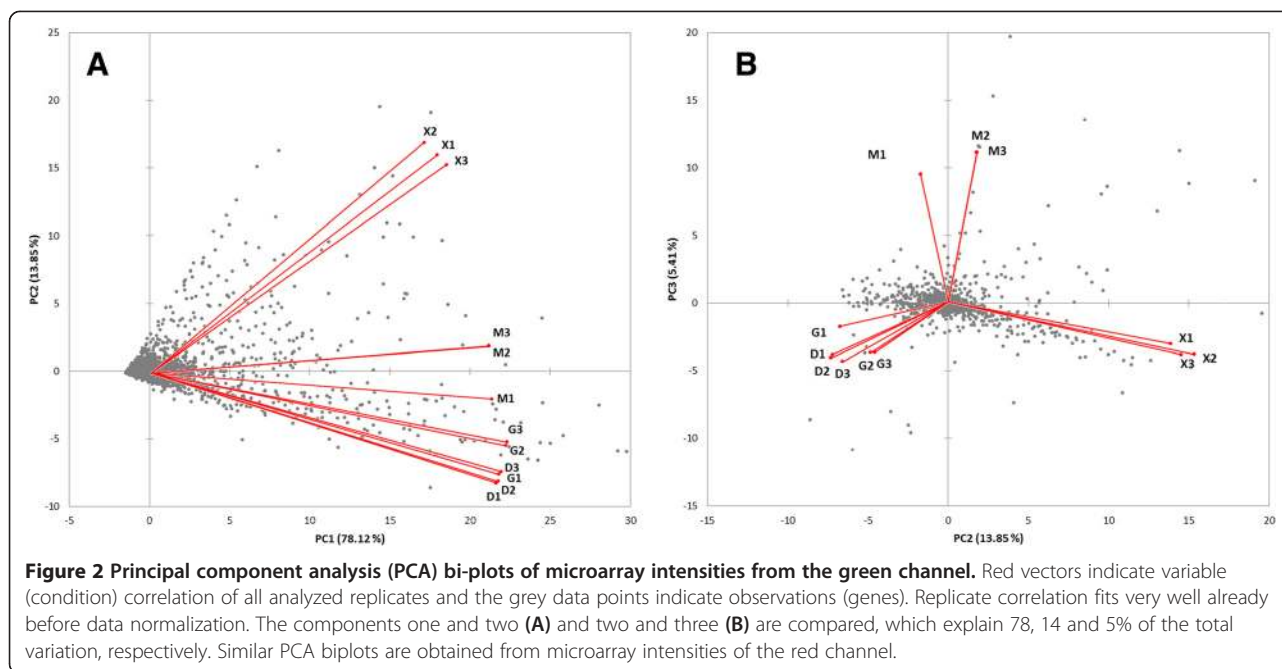 A
25
20
15
10
5
0
-5
-10
PC2 (13.85%)
X2
X1
X3
M3
M2
M1
G3
G2
D3
G1
D2
D1
-5 0 5 10 15 20 25 30
PC1 (78.12%)
B
20
15
10
5
0
-5
-10
-15
PC3 (5.41%)
M2
M1
M3
G1
D1
D2
D3
G2
G3
X1
X3
X2
-15 -10 -5 0 5 10 15 20
PC2 (13.85%)
Figure 2 Principal component analysis (PCA) bi-plots of microarray intensities from the green channel. Red vectors indicate variable
(condition) correlation of all analyzed replicates and the grey data points indicate observations (genes). Replicate correlation fits very well already
before data normalization. The components one and two (A) and two and three (B) are compared, which explain 78, 14 and 5% of the total
variation, respectively. Similar PCA biplots are obtained from microarray intensities of the red channel.